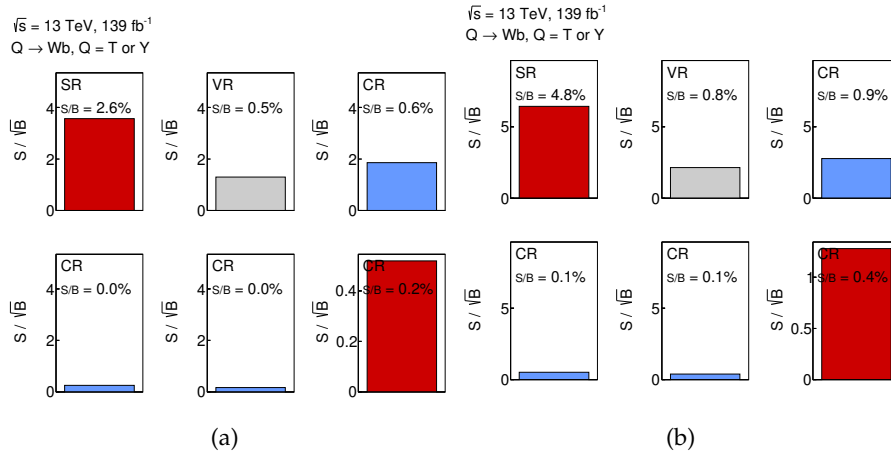 √s = 13 TeV, 139 fb⁻¹
Q → Wb, Q = T or Y
SR
S/B = 2.6%
S / √B
4
2
0
VR
S/B = 0.5%
S / √B
4
2
0
CR
S/B = 0.6%
S / √B
4
2
0
CR
S/B = 0.0%
S / √B
4
2
0
CR
S/B = 0.0%
S / √B
4
2
0
CR
S/B = 0.2%
S / √B
0.4
0.2
0
(a)
√s = 13 TeV, 139 fb⁻¹
Q → Wb, Q = T or Y
SR
S/B = 4.8%
S / √B
5
0
VR
S/B = 0.8%
S / √B
5
0
CR
S/B = 0.9%
S / √B
5
0
CR
S/B = 0.1%
S / √B
5
0
CR
S/B = 0.1%
S / √B
5
0
CR
S/B = 0.4%
S / √B
1
0.5
0
(b)